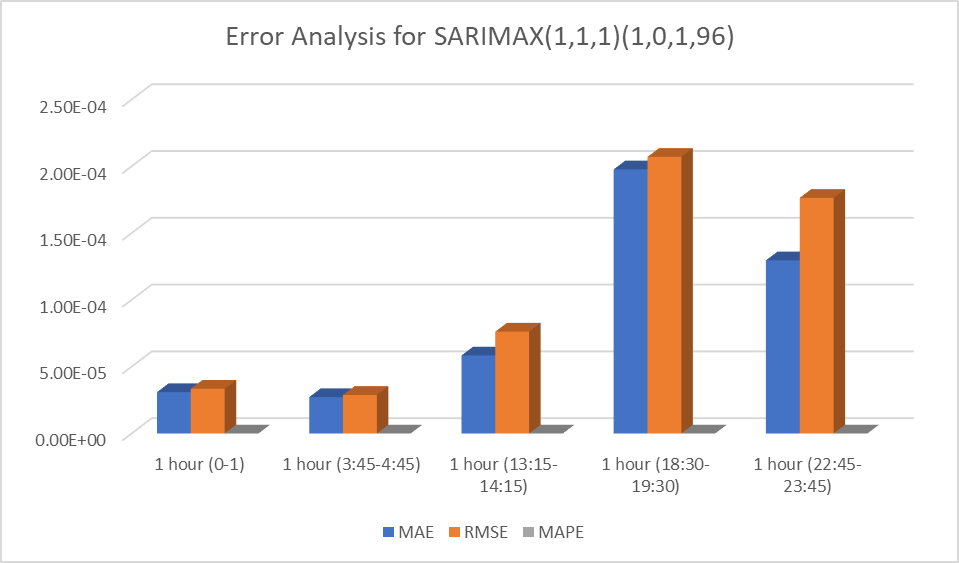 Error Analysis for SARIMAX(1,1,1)(1,0,1,96)
2.50E-04
2.00E-04
1.50E-04
1.00E-04
5.00E-05
0.00E+00
1 hour (0-1)
1 hour (3:45-4:45)
1 hour (13:15-
14:15)
1 hour (18:30-
19:30)
1 hour (22:45-
23:45)
MAE
RMSE
MAPE